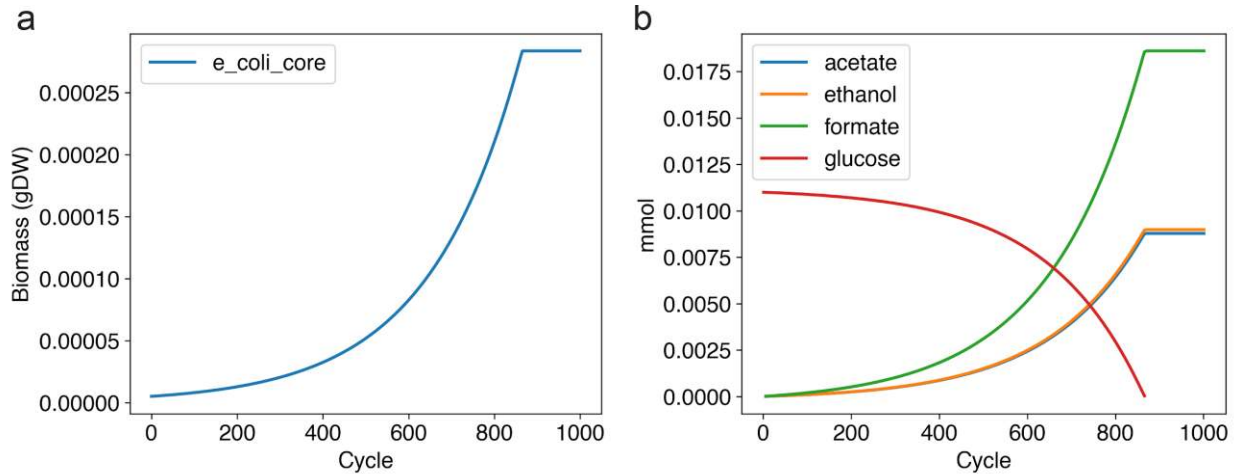 a
e_coli_core
Biomass (gDW)
0.00025
0.00020
0.00015
0.00010
0.00005
0.00000
0 200 400 600 800 1000
Cycle
b
acetate
ethanol
formate
glucose
mmol
0.0175
0.0150
0.0125
0.0100
0.0075
0.0050
0.0025
0.0000
0 200 400 600 800 1000
Cycle